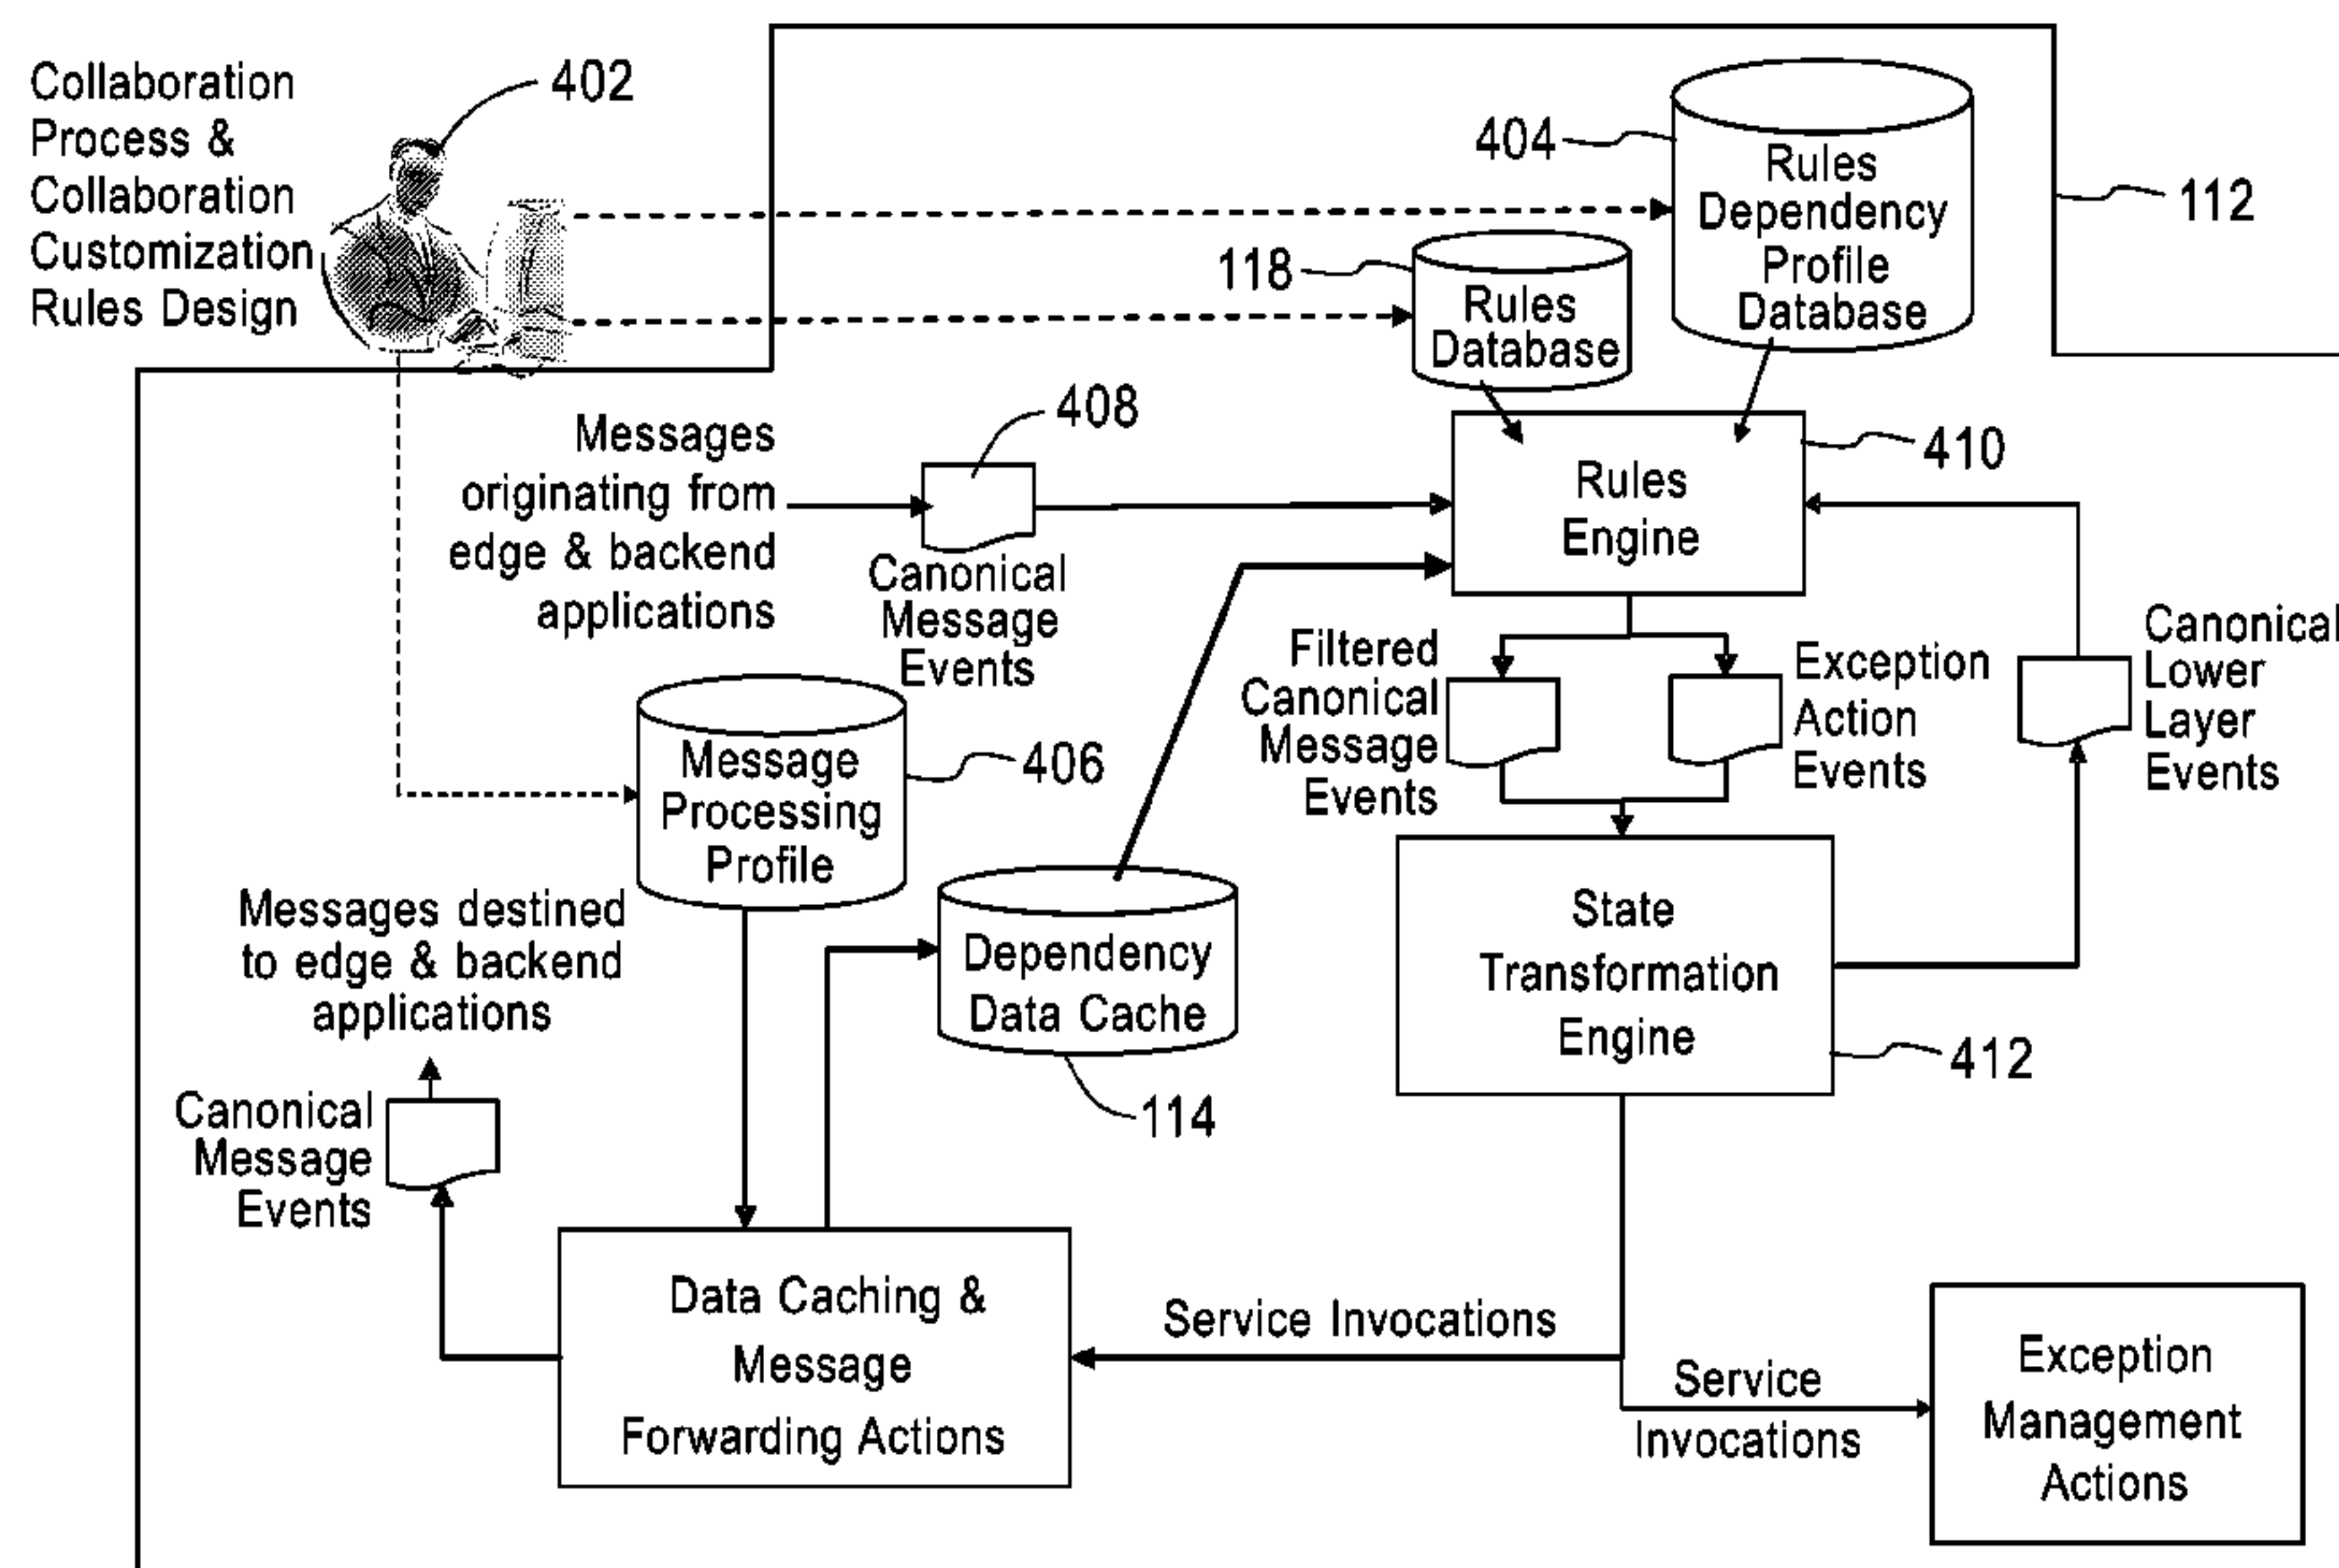 Collaboration
Process &
Collaboration
Customization
Rules Design
402
404
Rules
Dependency
Profile
Database
112
118
Rules
Database
408
Messages
originating from
edge & backend
applications
Canonical
Message
Events
410
Rules
Engine
Filtered
Canonical
Message
Events
Exception
Action
Events
Canonical
Lower
Layer
Events
Message
Processing
Profile
406
Messages destined
to edge & backend
applications
Dependency
Data Cache
114
State
Transformation
Engine
412
Canonical
Message
Events
Data Caching &
Message
Forwarding Actions
Service Invocations
Service
Invocations
Exception
Management
Actions